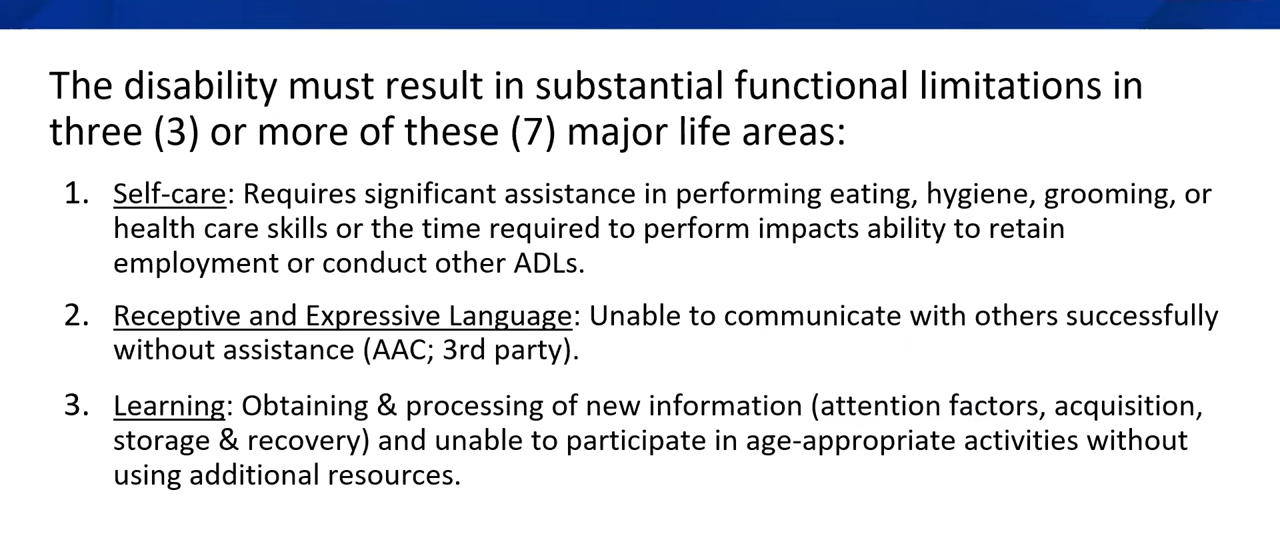 The disability must result in substantial functional limitations in
three (3) or more of these (7) major life areas:
1. Self-care: Requires significant assistance in performing eating, hygiene, grooming, or
health care skills or the time required to perform impacts ability to retain
employment or conduct other ADLs.
2. Receptive and Expressive Language: Unable to communicate with others successfully
without assistance (AAC; 3rd party).
3. Learning: Obtaining & processing of new information (attention factors, acquisition,
storage & recovery) and unable to participate in age-appropriate activities without
using additional resources.